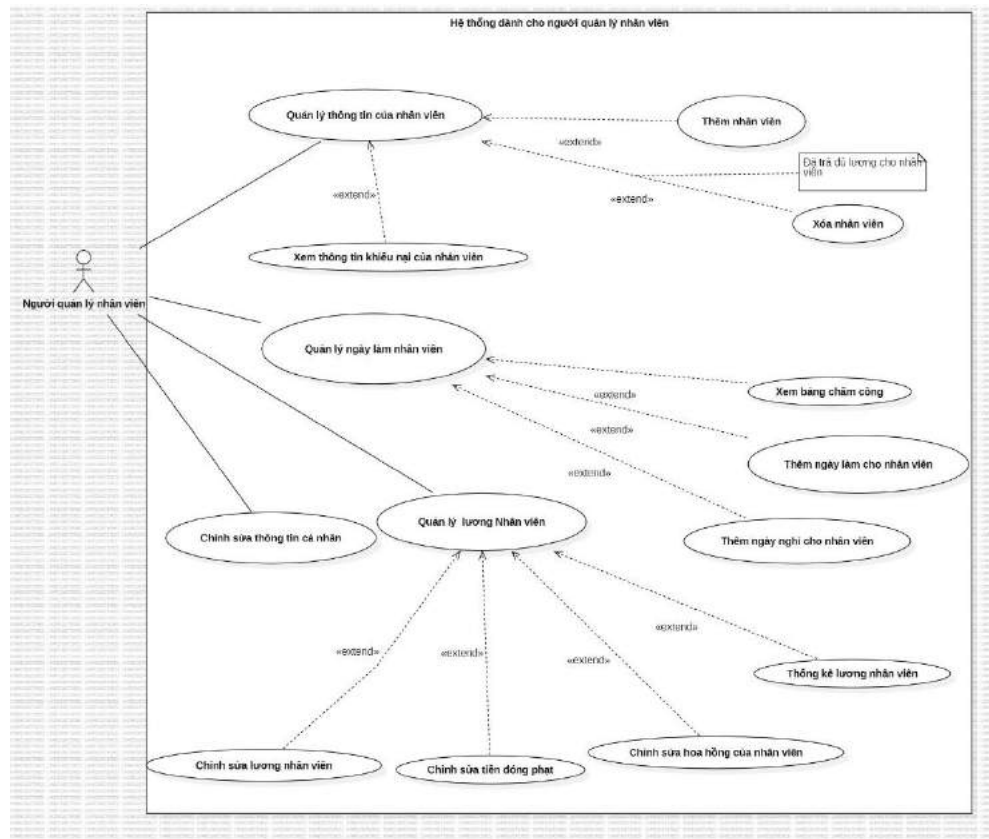 Hệ thống dành cho người quản lý nhân viên
Quản lý thông tin của nhân viên
Thêm nhân viên
«extend»
Đã trả đủ lương cho nhân
viên
«extend»
«extend»
Xóa nhân viên
Xem thông tin khiếu nại của nhân viên
Người quản lý nhân viên
Quản lý ngày làm nhân viên
Xem bảng chấm công
«extend»
«extend»
Thêm ngày làm cho nhân viên
«extend»
Quản lý lương Nhân viên
Chỉnh sửa thông tin cá nhân
Thêm ngày nghỉ cho nhân viên
«extend»
«extend»
«extend»
«extend»
Thống kê lương nhân viên
Chỉnh sửa lương nhân viên
Chỉnh sửa tiền đóng phạt
Chỉnh sửa hoa hồng của nhân viên